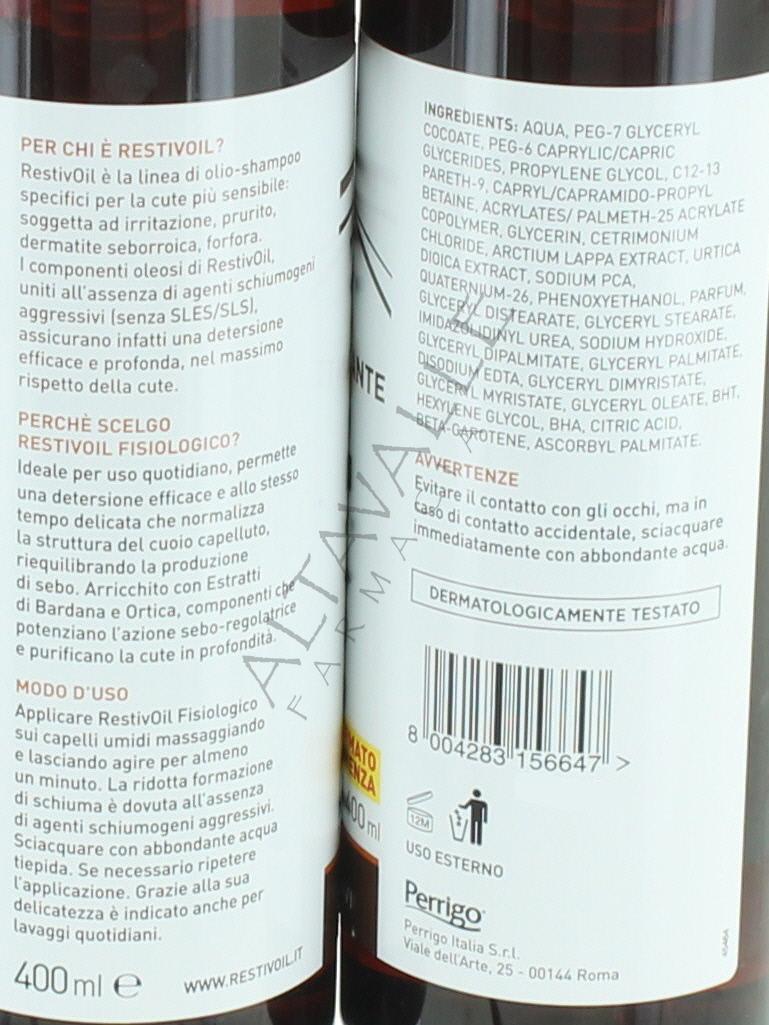 PER CHI È RESTIVOIL?
RestivOil è la linea di olio-shampoo
specifici per la cute più sensibile:
soggetta ad irritazione, prurito,
dermatite seborroica, forfora.
I componenti oleosi di RestivOil,
uniti all'assenza di agenti schiumogeni
aggressivi (senza SLES/SLS),
assicurano infatti una detersione
efficace e profonda, nel massimo
rispetto della cute.
PERCHÈ SCELGO
RESTIVOIL FISIOLOGICO?
Ideale per uso quotidiano, permette
una detersione efficace e allo stesso
tempo delicata che normalizza
la struttura del cuoio capelluto,
riequilibrando la produzione
di sebo. Arricchito con Estratti
di Bardana e Ortica, componenti che
potenziano l'azione sebo-regolatrice
e purificano la cute in profondità.
MODO D'USO
Applicare RestivOil Fisiologico
sui capelli umidi massaggiando
e lasciando agire per almeno
un minuto. La ridotta formazione
di schiuma è dovuta all'assenza
di agenti schiumogeni aggressivi.
Sciacquare con abbondante acqua
tiepida. Se necessario ripetere
l'applicazione. Grazie alla sua
delicatezza è indicato anche per
lavaggi quotidiani.
400 ml e
WWW.RESTIVOIL.IT
ANTE
MATO
ENZA
400 ml
INGREDIENTS: AQUA, PEG-7 GLYCERYL
COCOATE, PEG-6 CAPRYLIC/CAPRIC
GLYCERIDES, PROPYLENE GLYCOL, C12-13
PARETH-9, CAPRYL/CAPRAMIDO-PROPYL
BETAINE, ACRYLATES/ PALMETH-25 ACRYLATE
COPOLYMER, GLYCERIN, CETRIMONIUM
CHLORIDE, ARCTIUM LAPPA EXTRACT, URTICA
DIOICA EXTRACT, SODIUM PCA,
QUATERNIUM-26, PHENOXYETHANOL, PARFUM,
GLYCERYL DISTEARATE, GLYCERYL STEARATE,
IMIDAZOLIDINYL UREA, SODIUM HYDROXIDE,
GLYCERYL DIPALMITATE, GLYCERYL PALMITATE,
DISODIUM EDTA, GLYCERYL DIMYRISTATE,
GLYCERYL MYRISTATE, GLYCERYL OLEATE, BHT,
HEXYLENE GLYCOL, BHA, CITRIC ACID,
BETA-CAROTENE, ASCORBYL PALMITATE.
AVVERTENZE
Evitare il contatto con gli occhi, ma in
caso di contatto accidentale, sciacquare
immediatamente con abbondante acqua.
DERMATOLOGICAMENTE TESTATO
8 004283 156647 >
12M
USO ESTERNO
Perrigo
Perrigo Italia S.r.l.
Viale dell'Arte, 25 - 00144 Roma
ALTAVALLE
FARMACIA